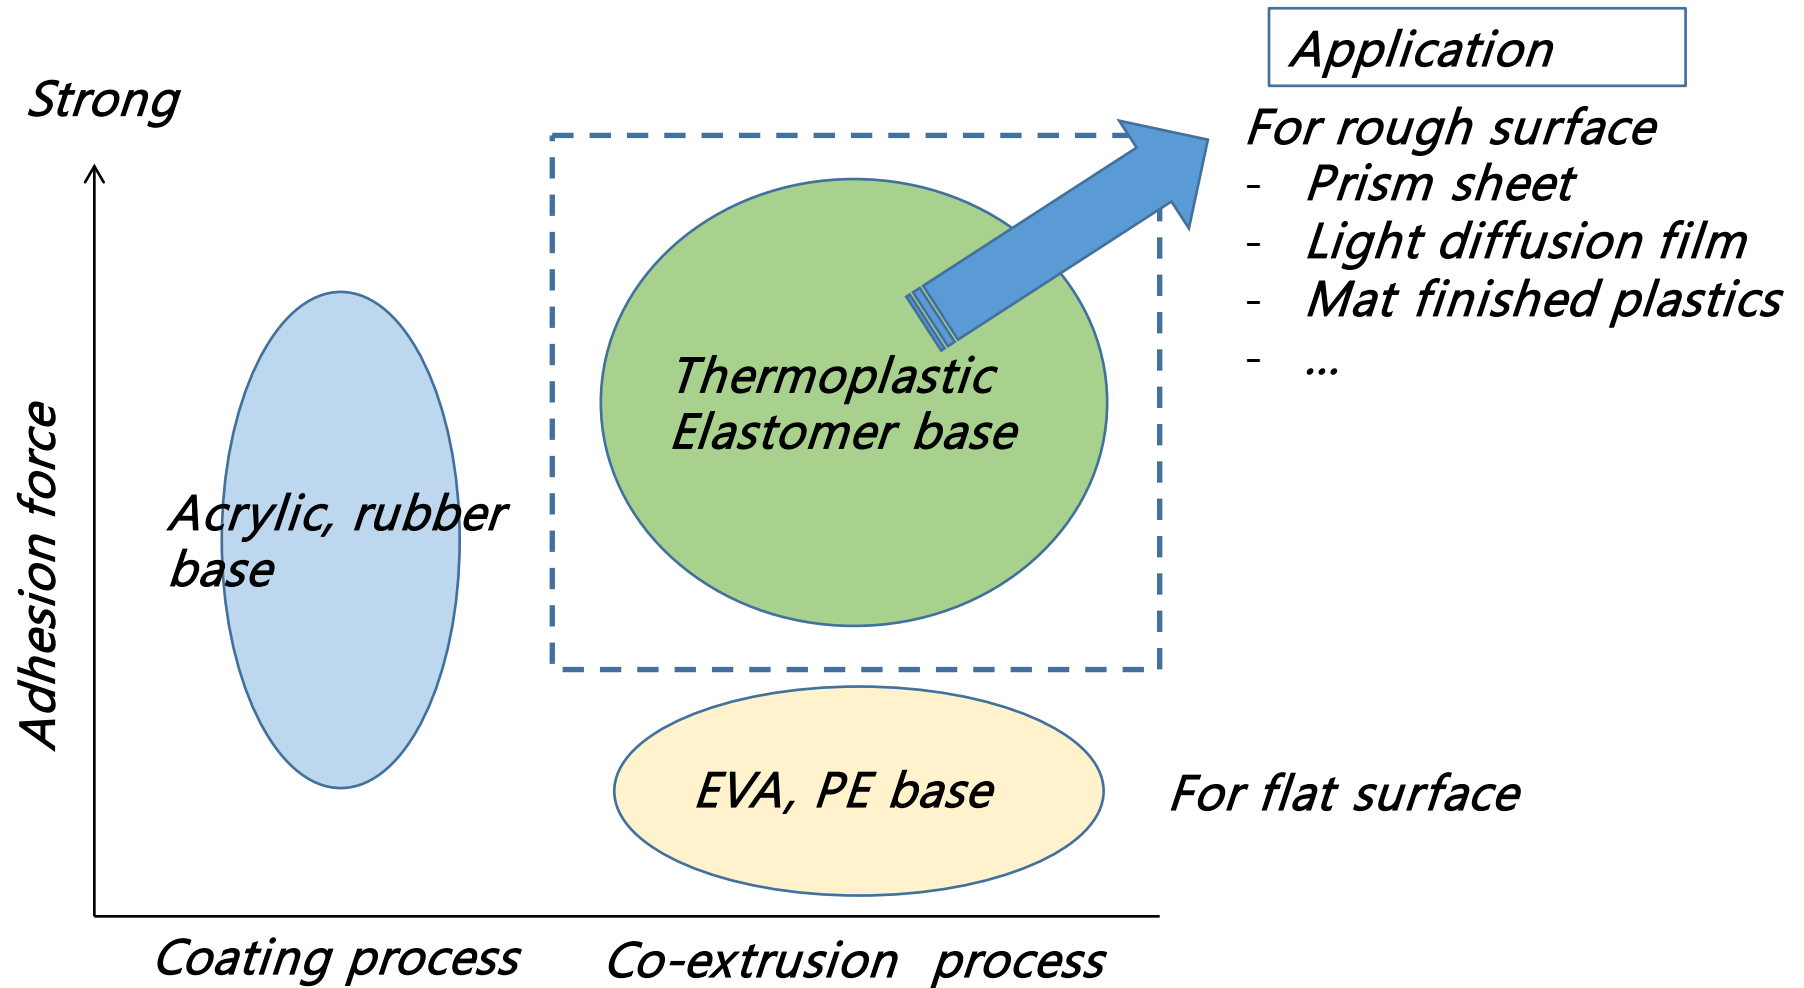 Application
Strong
For rough surface
- Prism sheet
- Light diffusion film
- Mat finished plastics
- ...
Thermoplastic
Elastomer base
Adhesion force
Acrylic, rubber
base
EVA, PE base
For flat surface
Coating process
Co-extrusion process